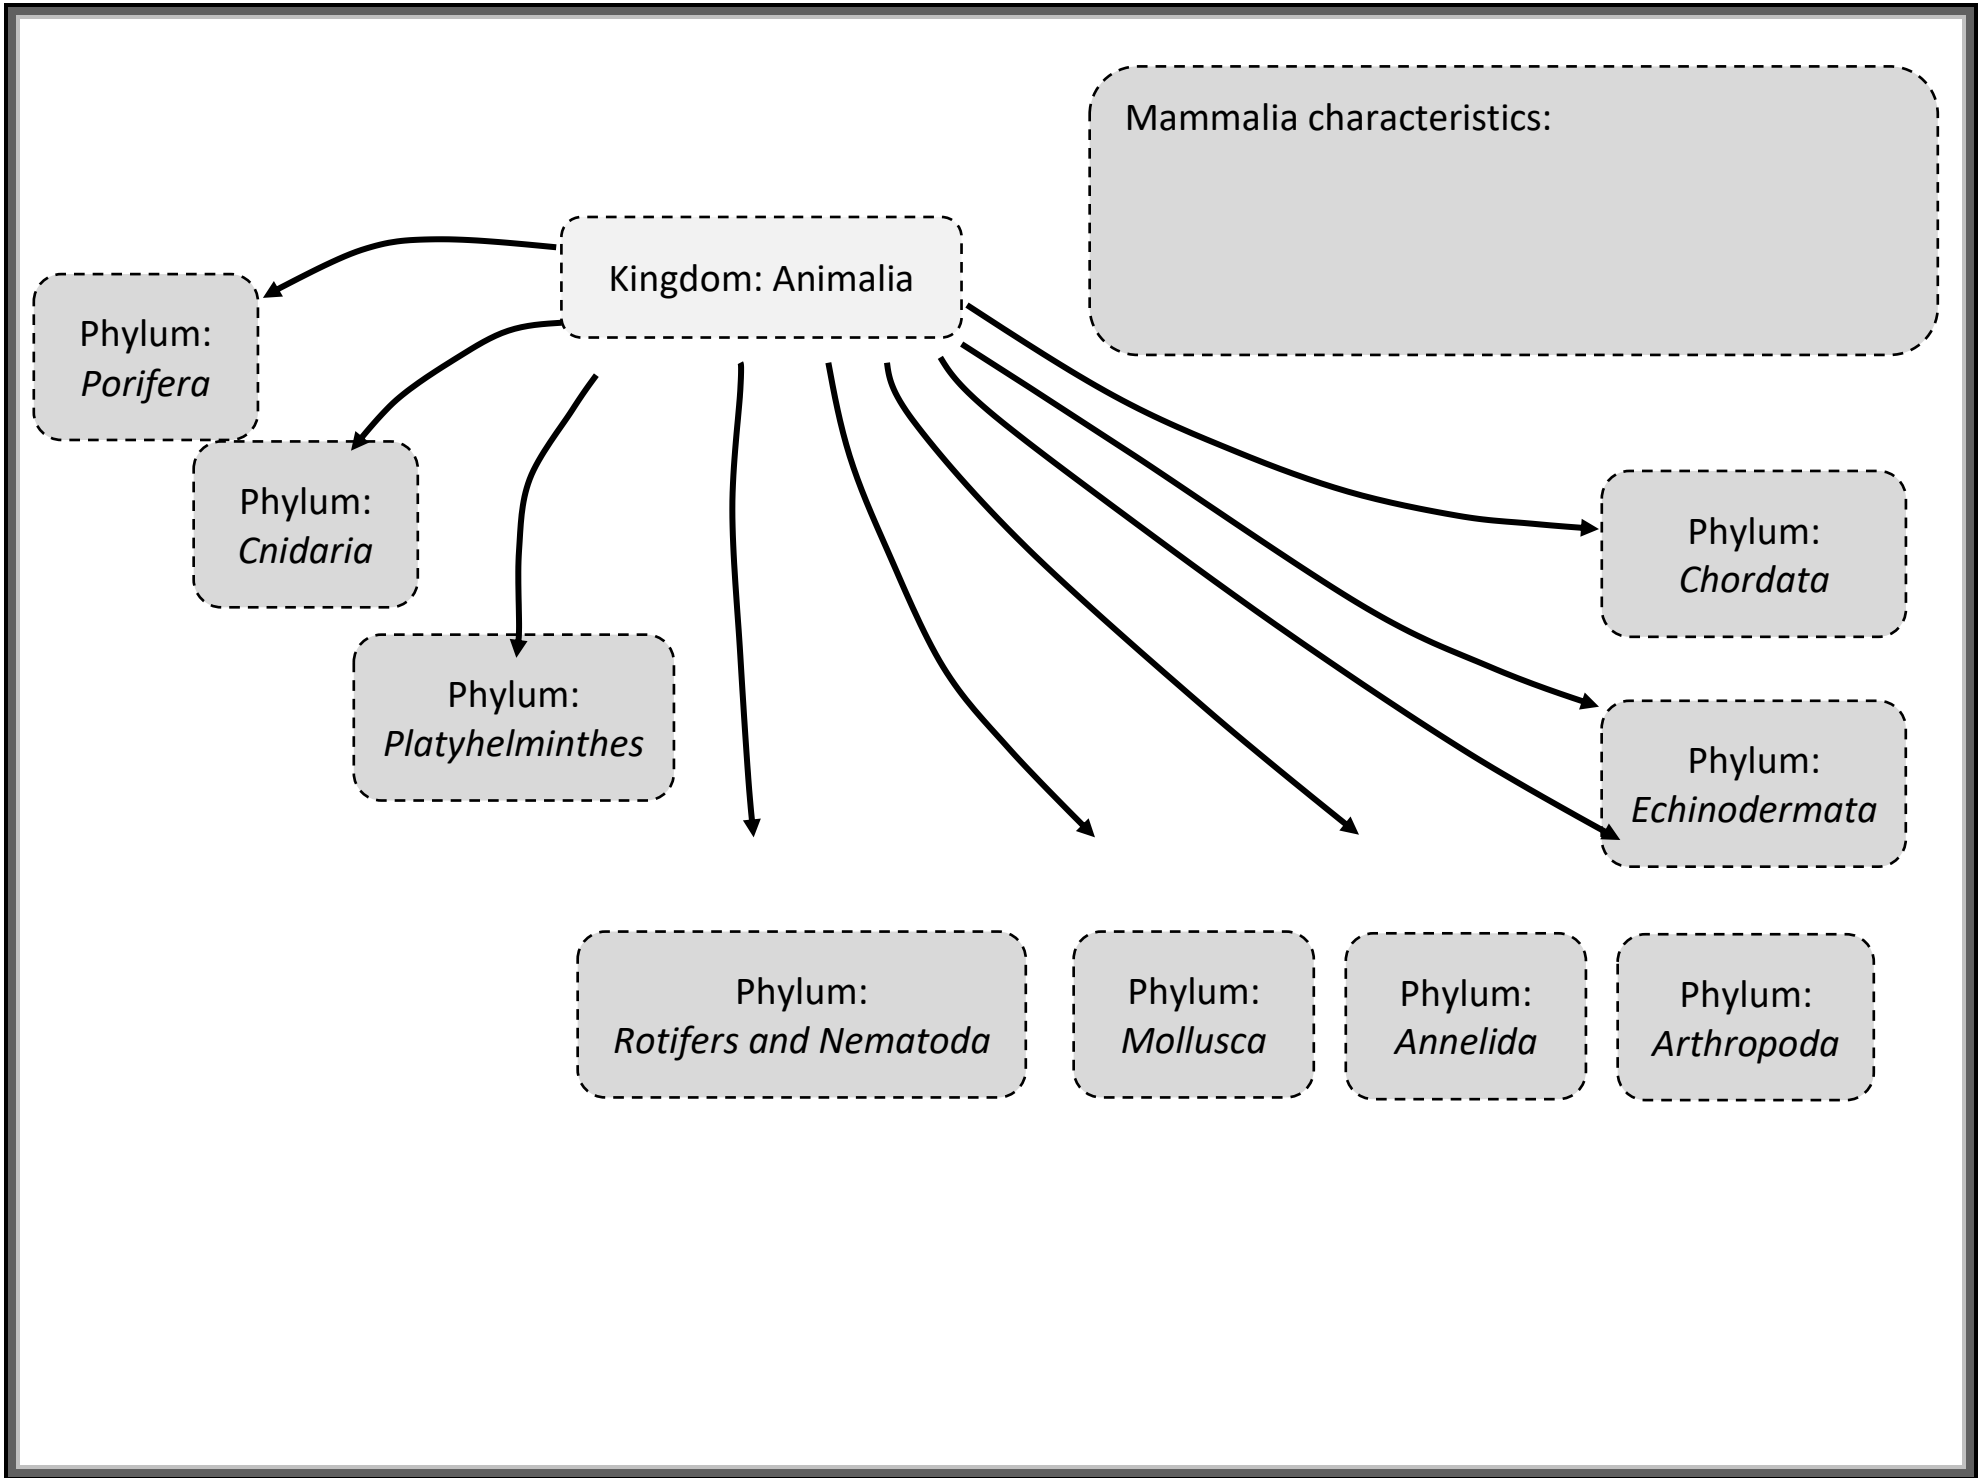 Mammalia characteristics:
Kingdom: Animalia
Phylum:
Porifera
Phylum:
Cnidaria
Phylum:
Platyhelminthes
Phylum:
Chordata
Phylum:
Echinodermata
Phylum:
Rotifers and Nematoda
Phylum:
Mollusca
Phylum:
Annelida
Phylum:
Arthropoda